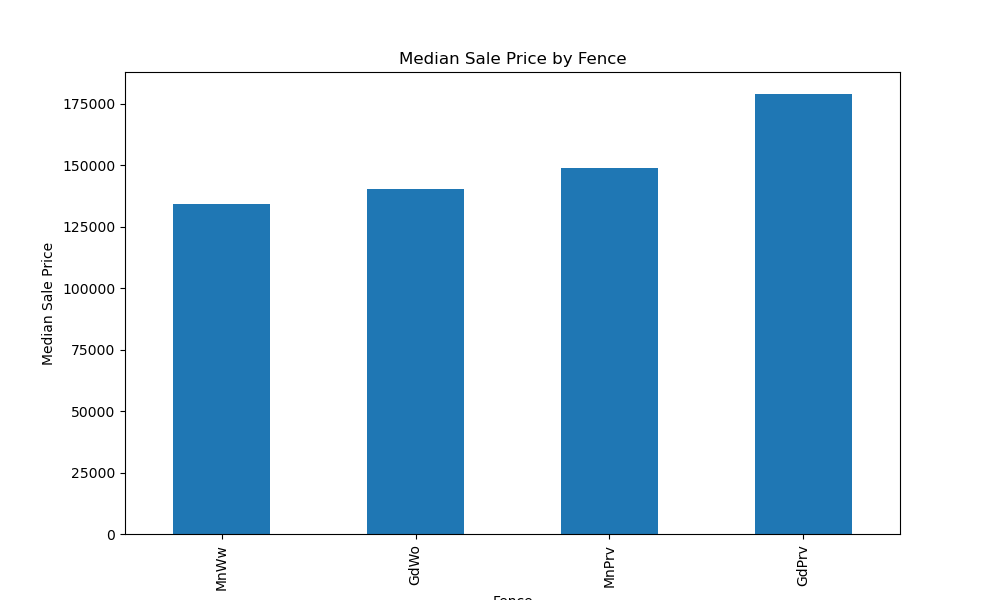 Median Sale Price by Fence
175000
150000
125000
100000
75000
50000
25000
0
Median Sale Price
MnWw
GdWo
MnPrv
GdPrv
Fence